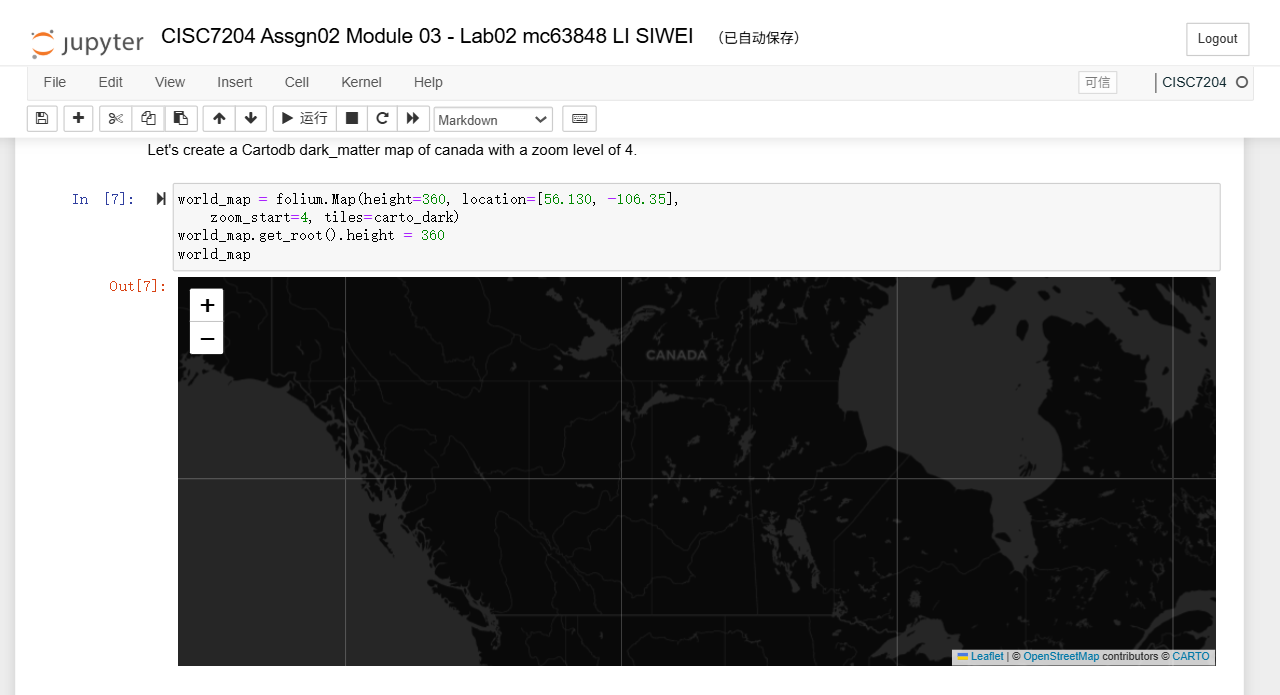 jupyter CISC7204 Assgn02 Module 03 - Lab02 mc63848 LI SIWEI （已自动保存） Logout
File Edit View Insert Cell Kernel Help 可信 CISC7204
运行 Markdown
Let's create a Cartodb dark_matter map of canada with a zoom level of 4.
In [7]: world_map = folium.Map(height=360, location=[56.130, -106.35],
zoom_start=4, tiles=carto_dark)
world_map.get_root().height = 360
world_map
Out[7]:
+
−
CANADA
Leaflet | © OpenStreetMap contributors © CARTO